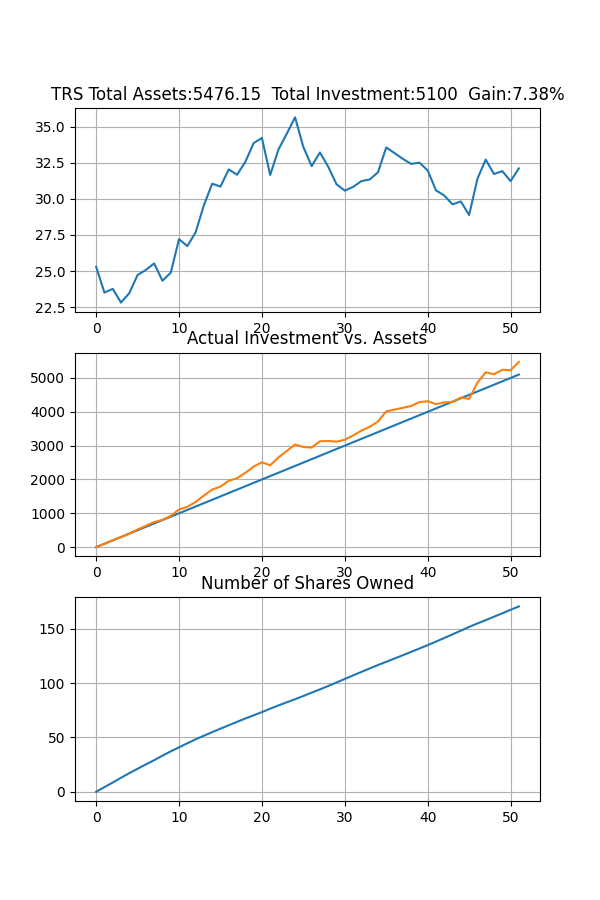 TRS Total Assets:5476.15  Total Investment:5100  Gain:7.38%
35.0
32.5
30.0
27.5
25.0
22.5
0 10 20 30 40 50
Actual Investment vs. Assets
5000
4000
3000
2000
1000
0
0 10 20 30 40 50
Number of Shares Owned
150
100
50
0
0 10 20 30 40 50